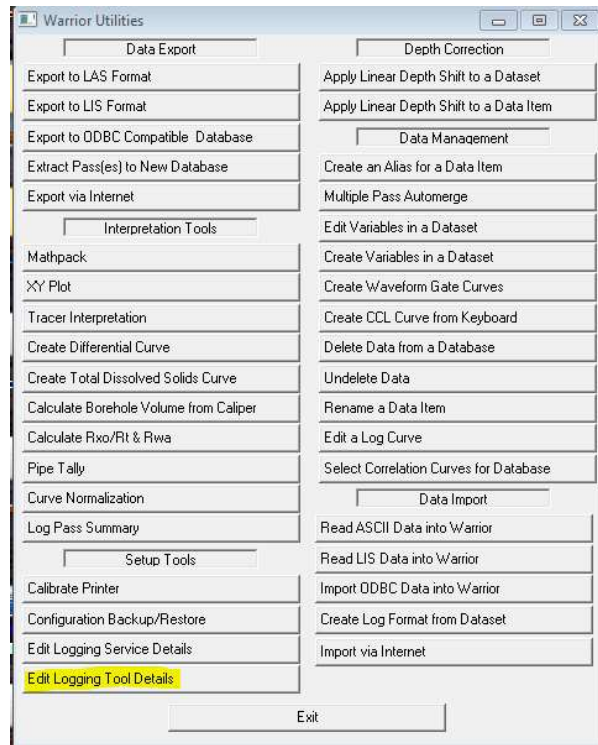 Warrior Utilities
Data Export
Export to LAS Format
Export to LIS Format
Export to ODBC Compatible Database
Extract Pass(es) to New Database
Export via Internet
Interpretation Tools
Mathpack
XY Plot
Tracer Interpretation
Create Differential Curve
Create Total Dissolved Solids Curve
Calculate Borehole Volume from Caliper
Calculate Rxo/Rt & Rwa
Pipe Tally
Curve Normalization
Log Pass Summary
Setup Tools
Calibrate Printer
Configuration Backup/Restore
Edit Logging Service Details
Edit Logging Tool Details
Depth Correction
Apply Linear Depth Shift to a Dataset
Apply Linear Depth Shift to a Data Item
Data Management
Create an Alias for a Data Item
Multiple Pass Automerge
Edit Variables in a Dataset
Create Variables in a Dataset
Create Waveform Gate Curves
Create CCL Curve from Keyboard
Delete Data from a Database
Undelete Data
Rename a Data Item
Edit a Log Curve
Select Correlation Curves for Database
Data Import
Read ASCII Data into Warrior
Read LIS Data into Warrior
Import ODBC Data into Warrior
Create Log Format from Dataset
Import via Internet
Exit